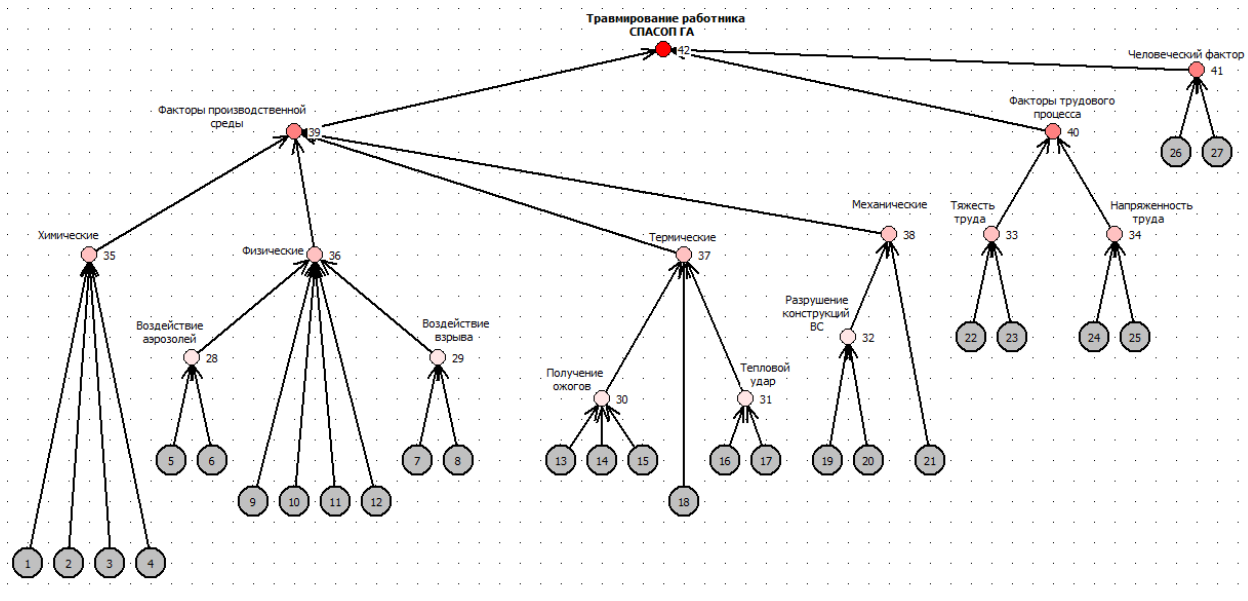 Травмирование работника
СПАСОП ГА
42
Человеческий фактор
41
Факторы производственной
среды
39
Факторы трудового
процесса
40
26
27
Химические
35
Физические
36
Термические
37
Механические
38
Тяжесть
труда
33
Напряженность
труда
34
Воздействие
аэрозолей
28
Воздействие
взрыва
29
Разрушение
конструкций
ВС
32
22
23
24
25
Получение
ожогов
30
Тепловой
удар
31
5
6
7
8
13
14
15
16
17
19
20
21
9
10
11
12
18
1
2
3
4